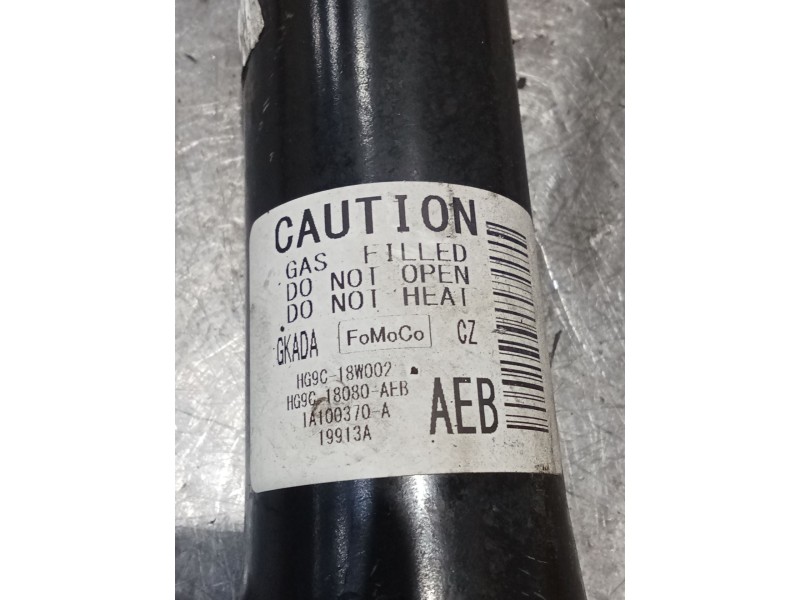 CAUTION
GAS FILLED
DO NOT OPEN
DO NOT HEAT
GKADA FoMoCo CZ
HG9C-18W002
HG9C-18080-AEB
1A100370-A
19913A
AEB